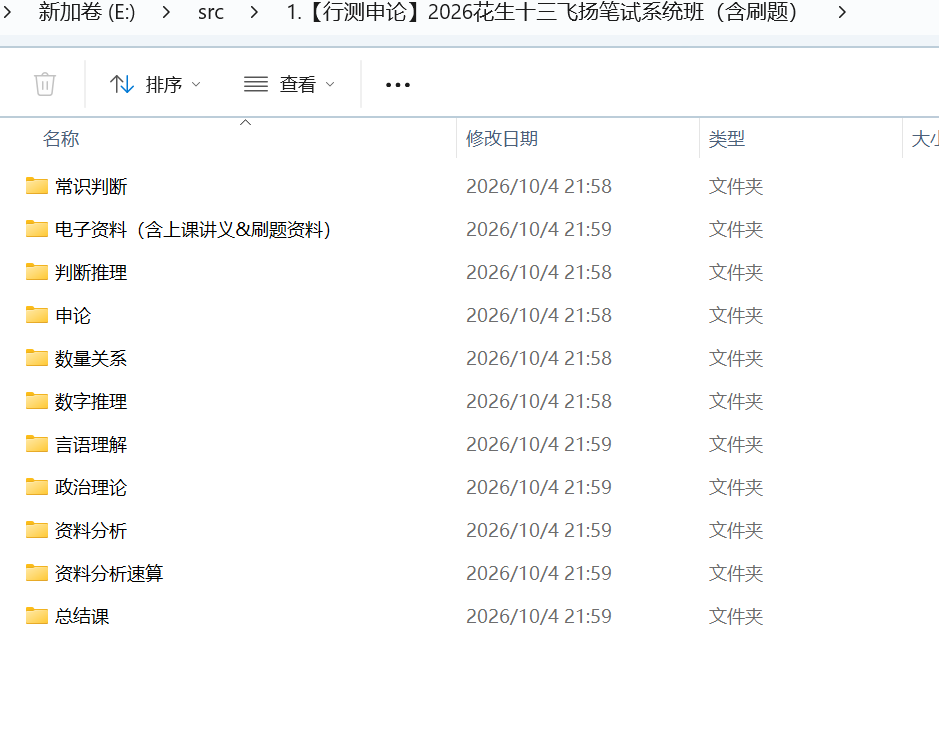 新加卷 (E:) > src > 1.【行测申论】2026花生十三飞扬笔试系统班（含刷题） >
排序 查看 •••
名称 修改日期 类型 大小
常识判断 2026/10/4 21:58 文件夹
电子资料（含上课讲义&刷题资料） 2026/10/4 21:59 文件夹
判断推理 2026/10/4 21:58 文件夹
申论 2026/10/4 21:58 文件夹
数量关系 2026/10/4 21:58 文件夹
数字推理 2026/10/4 21:58 文件夹
言语理解 2026/10/4 21:59 文件夹
政治理论 2026/10/4 21:59 文件夹
资料分析 2026/10/4 21:59 文件夹
资料分析速算 2026/10/4 21:59 文件夹
总结课 2026/10/4 21:59 文件夹